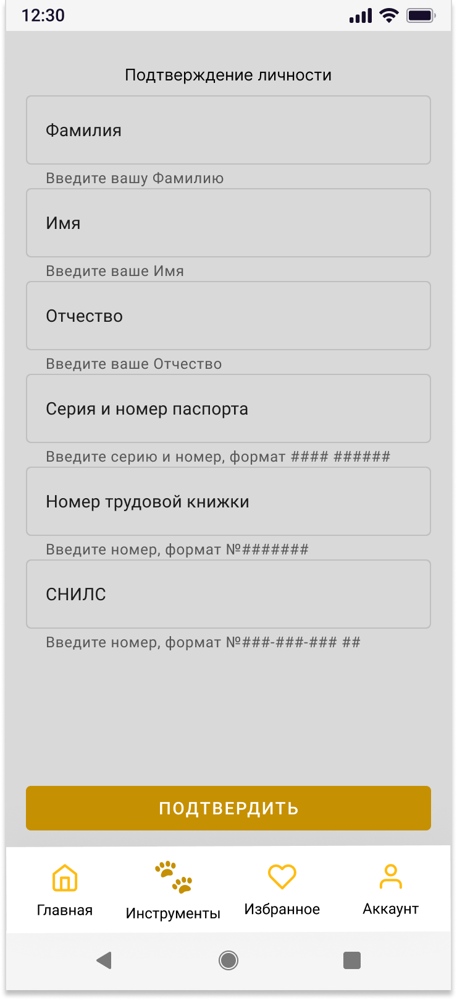 12:30
Подтверждение личности
Фамилия
Введите вашу Фамилию
Имя
Введите ваше Имя
Отчество
Введите ваше Отчество
Серия и номер паспорта
Введите серию и номер, формат #### ######
Номер трудовой книжки
Введите номер, формат №#######
СНИЛС
Введите номер, формат №###-###-### ##
ПОДТВЕРДИТЬ
Главная Инструменты Избранное Аккаунт